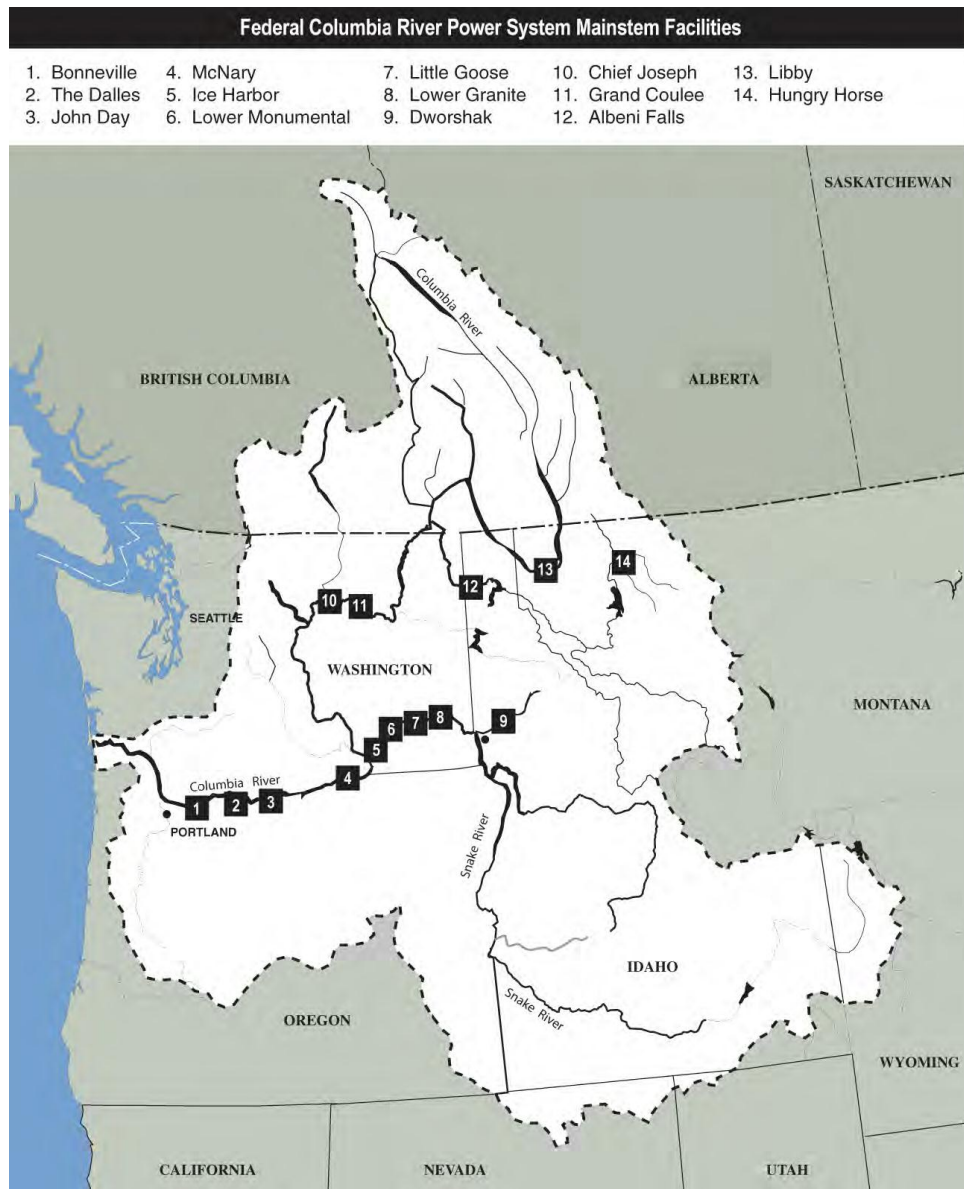 Federal Columbia River Power System Mainstem Facilities
1. Bonneville
2. The Dalles
3. John Day
4. McNary
5. Ice Harbor
6. Lower Monumental
7. Little Goose
8. Lower Granite
9. Dworshak
10. Chief Joseph
11. Grand Coulee
12. Albeni Falls
13. Libby
14. Hungry Horse
SASKATCHEWAN
Columbia River
BRITISH COLUMBIA
ALBERTA
14
13
12
10
11
SEATTLE
WASHINGTON
MONTANA
9
8
7
6
5
4
Columbia River
1
2
3
PORTLAND
Snake River
IDAHO
Snake River
OREGON
WYOMING
CALIFORNIA
NEVADA
UTAH